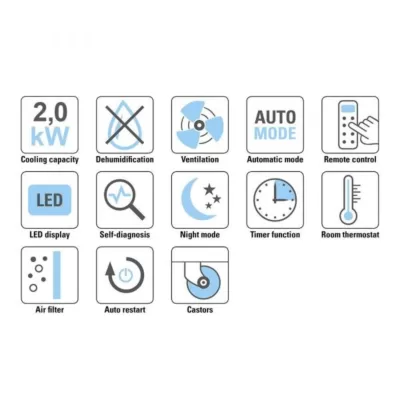 2,0
kW
Cooling capacity
Dehumidification
Ventilation
AUTO
MODE
Automatic mode
Remote control
LED
LED display
Self-diagnosis
Night mode
Timer function
Room thermostat
Air filter
Auto restart
Castors